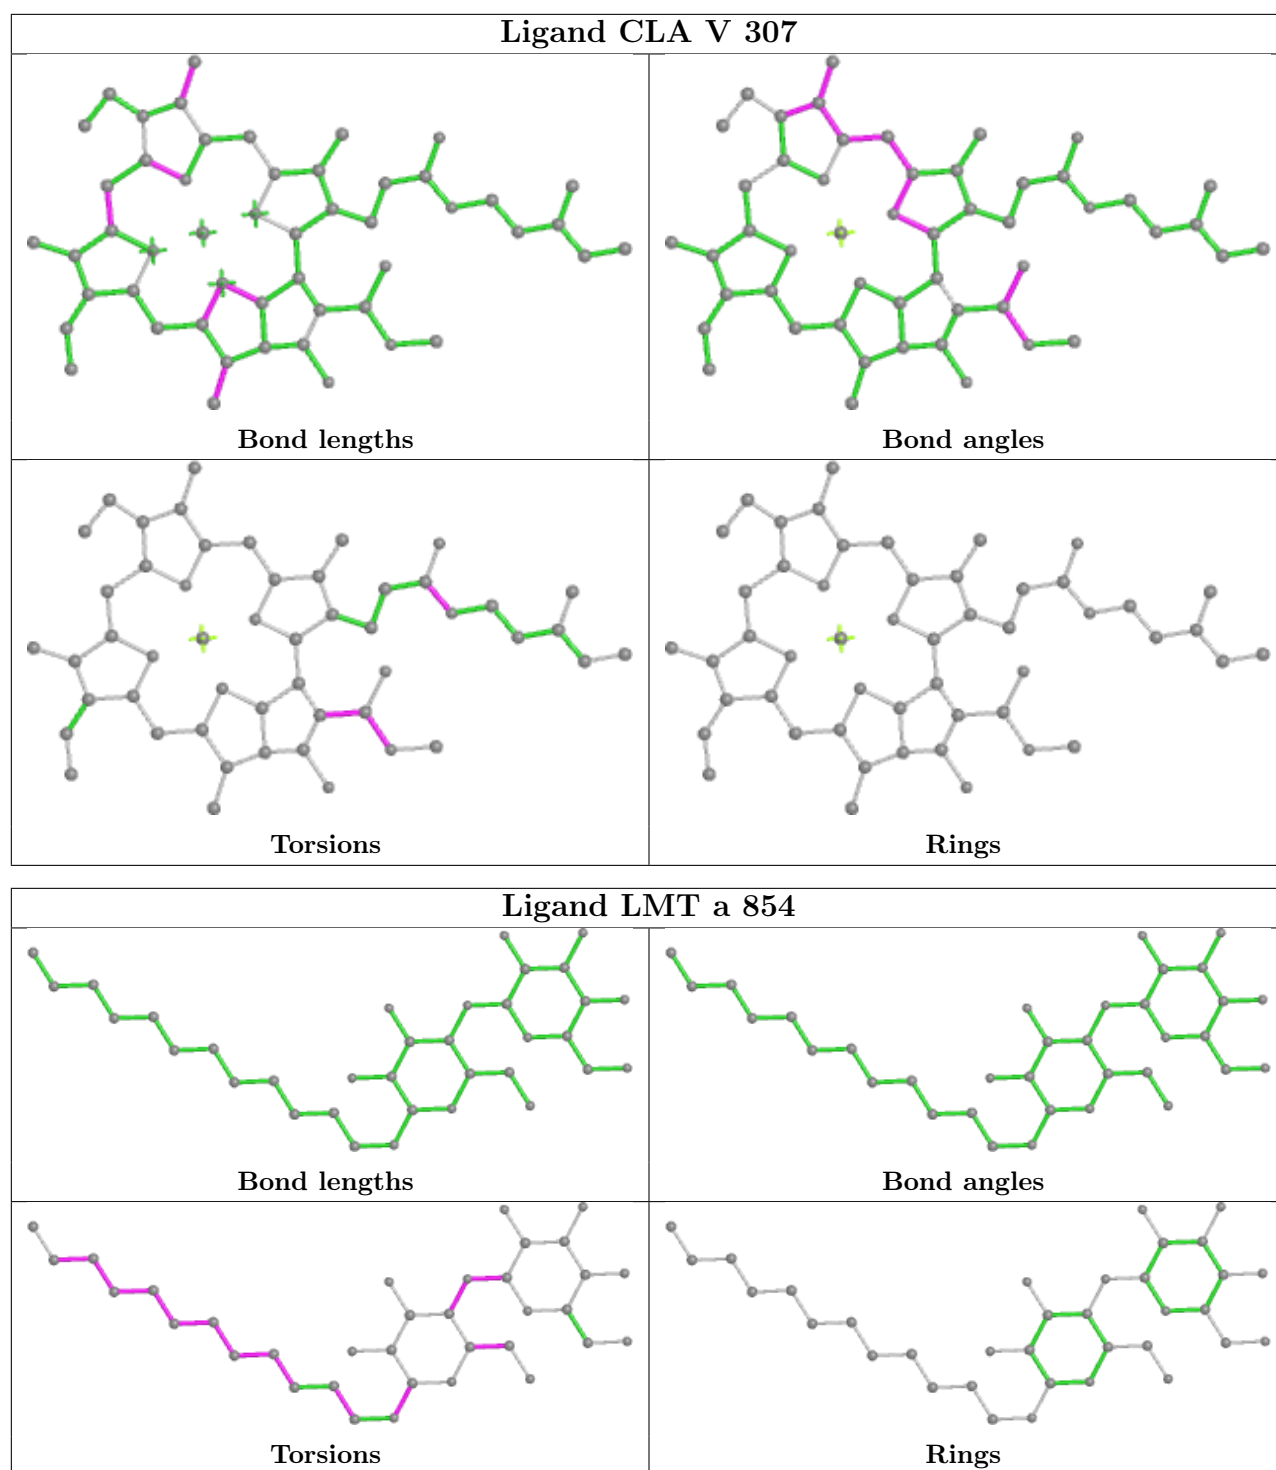 Ligand CLA V 307
Bond lengths
Bond angles
Torsions
Rings
Ligand LMT a 854
Bond lengths
Bond angles
Torsions
Rings